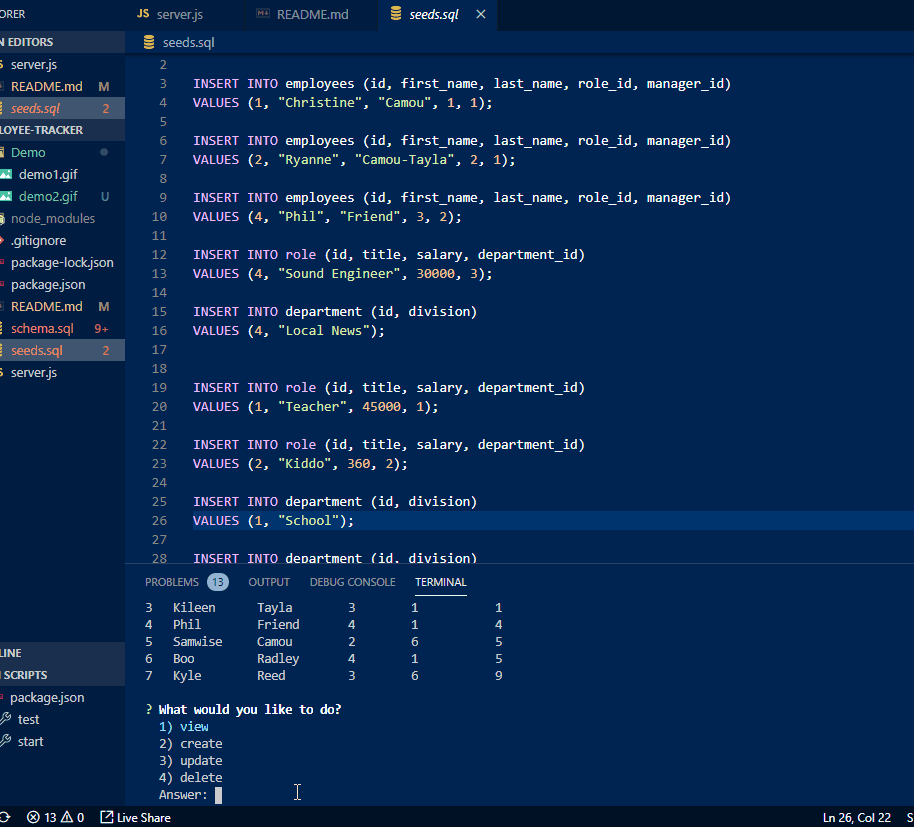 ORER
JS server.js
README.md
seeds.sql ×
N EDITORS
seeds.sql
server.js
README.md M
seeds.sql 2
LOYEE-TRACKER
Demo
demo1.gif
demo2.gif U
node_modules
.gitignore
package-lock.json
package.json
README.md M
schema.sql 9+
seeds.sql 2
server.js
LINE
SCRIPTS
package.json
test
start
2
3 INSERT INTO employees (id, first_name, last_name, role_id, manager_id)
4 VALUES (1, "Christine", "Camou", 1, 1);
5
6 INSERT INTO employees (id, first_name, last_name, role_id, manager_id)
7 VALUES (2, "Ryanne", "Camou-Tayla", 2, 1);
8
9 INSERT INTO employees (id, first_name, last_name, role_id, manager_id)
10 VALUES (4, "Phil", "Friend", 3, 2);
11
12 INSERT INTO role (id, title, salary, department_id)
13 VALUES (4, "Sound Engineer", 30000, 3);
14
15 INSERT INTO department (id, division)
16 VALUES (4, "Local News");
17
18
19 INSERT INTO role (id, title, salary, department_id)
20 VALUES (1, "Teacher", 45000, 1);
21
22 INSERT INTO role (id, title, salary, department_id)
23 VALUES (2, "Kiddo", 360, 2);
24
25 INSERT INTO department (id, division)
26 VALUES (1, "School");
27
28 INSERT INTO department (id, division)
PROBLEMS 13 OUTPUT DEBUG CONSOLE TERMINAL
3 Kileen Tayla 3 1 1
4 Phil Friend 4 1 4
5 Samwise Camou 2 6 5
6 Boo Radley 4 1 5
7 Kyle Reed 3 6 9
? What would you like to do?
1) view
2) create
3) update
4) delete
Answer:
13 0 Live Share
Ln 26, Col 22 S